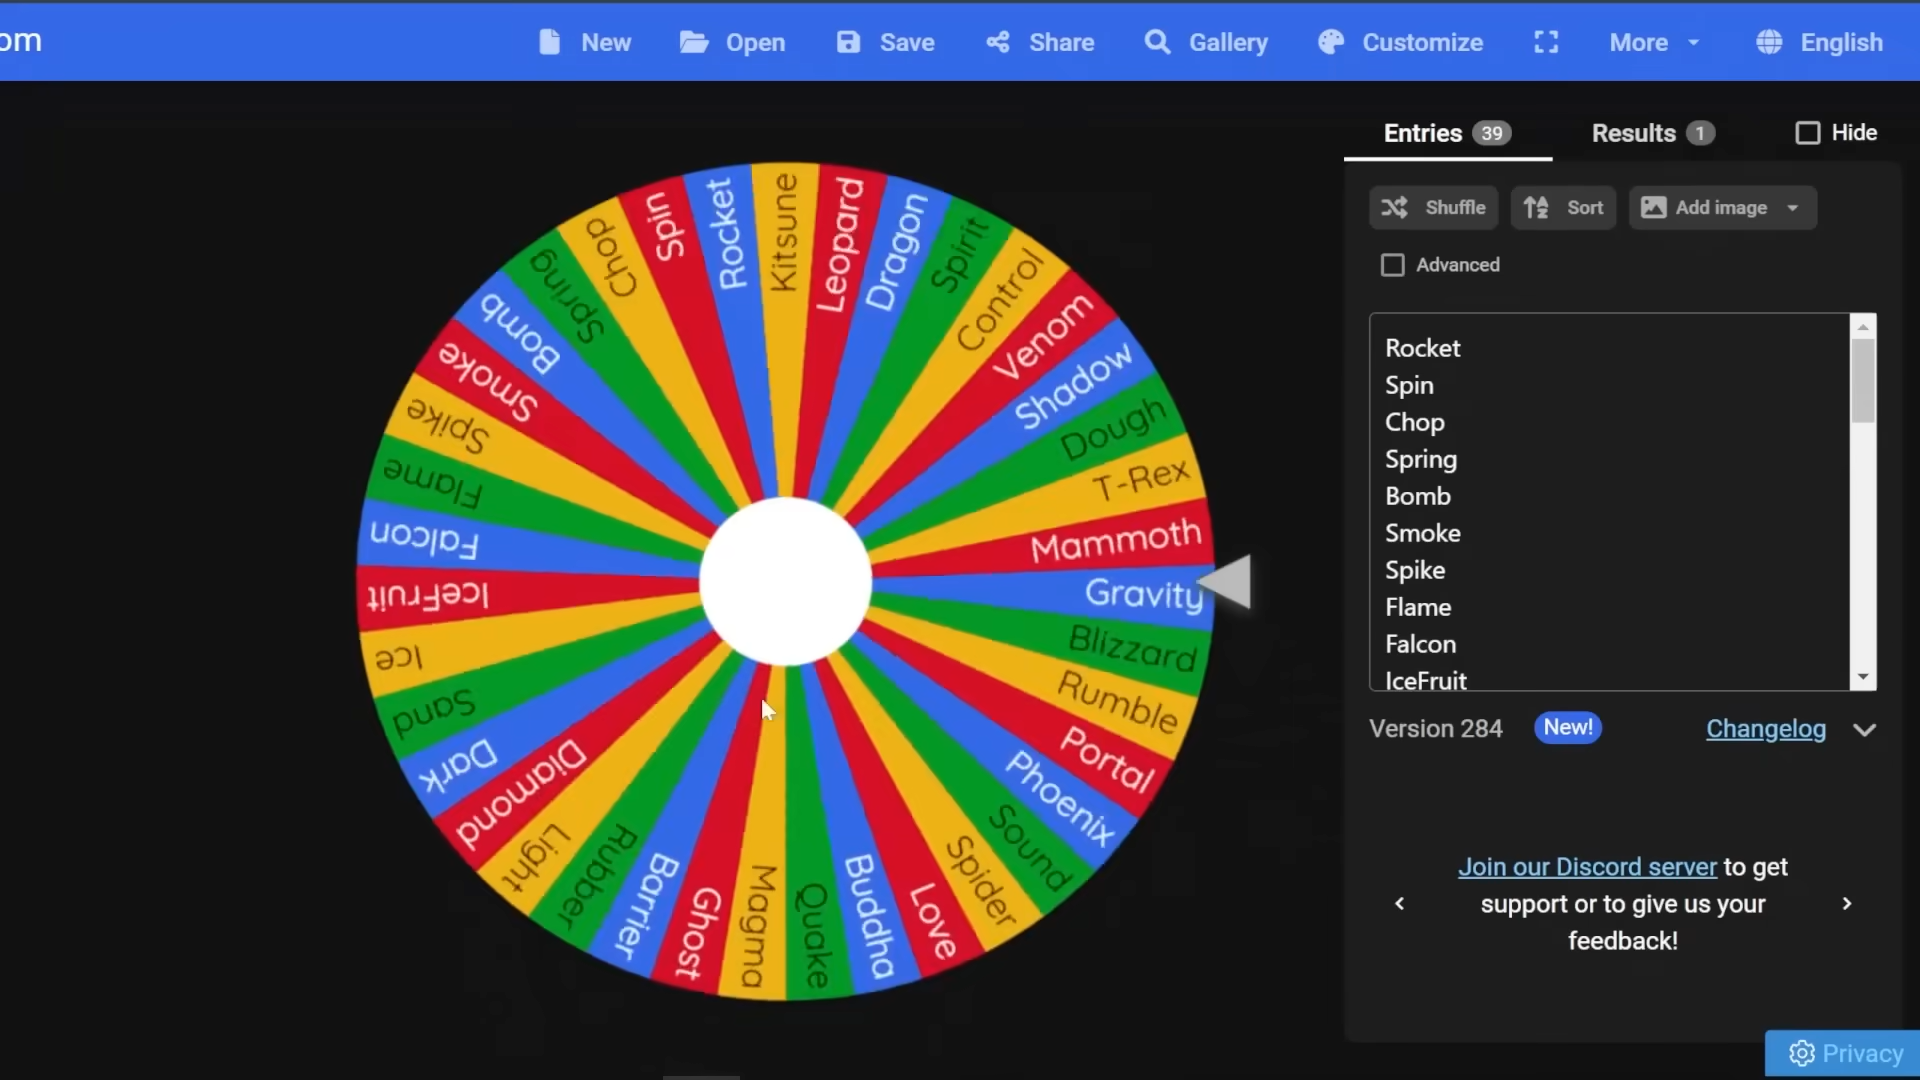 om
New
Open
Save
Share
Gallery
Customize
More
English
Entries 39
Results 1
Hide
Shuffle
Sort
Add image
Advanced
Rocket
Spin
Chop
Spring
Bomb
Smoke
Spike
Flame
Falcon
IceFruit
Version 284
New!
Changelog
Join our Discord server to get
support or to give us your
feedback!
Privacy
Kitsune
Leopard
Dragon
Spirit
Control
Venom
Shadow
Dough
T-Rex
Mammoth
Gravity
Blizzard
Rumble
Portal
Phoenix
Sound
Spider
Love
Buddha
Quake
Magma
Ghost
Barrier
Rubber
Light
Diamond
Dark
Sand
Ice
IceFruit
Falcon
Flame
Spike
Smoke
Bomb
Spring
Chop
Spin
Rocket